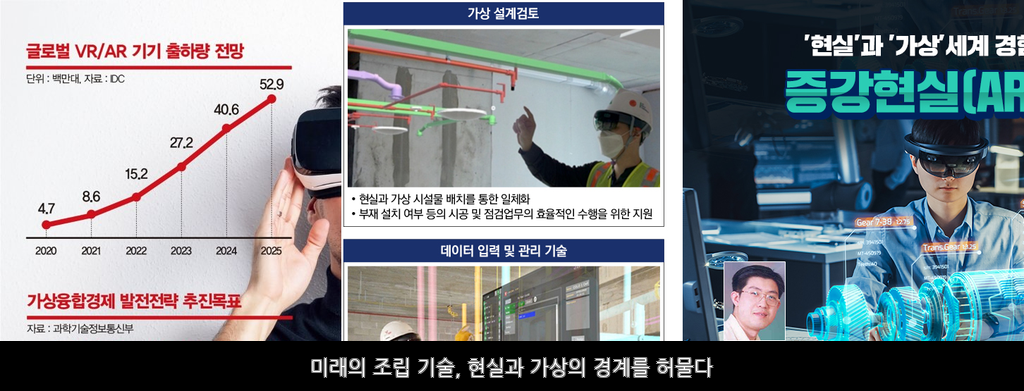 글로벌 VR/AR 기기 출하량 전망
단위 : 백만대, 자료 : IDC
52.9
40.6
27.2
15.2
8.6
4.7
2020 2021 2022 2023 2024 2025
가상융합경제 발전전략 추진목표
자료 : 과학기술정보통신부
가상 설계검토
• 현실과 가상 시설물 배치를 통한 일체화
• 부재 설치 여부 등의 시공 및 점검업무의 효율적인 수행을 위한 지원
데이터 입력 및 관리 기술
'현실'과 '가상'세계 경험
증강현실(AR
Gear 7-38
Trans.Gear
미래의 조립 기술, 현실과 가상의 경계를 허물다